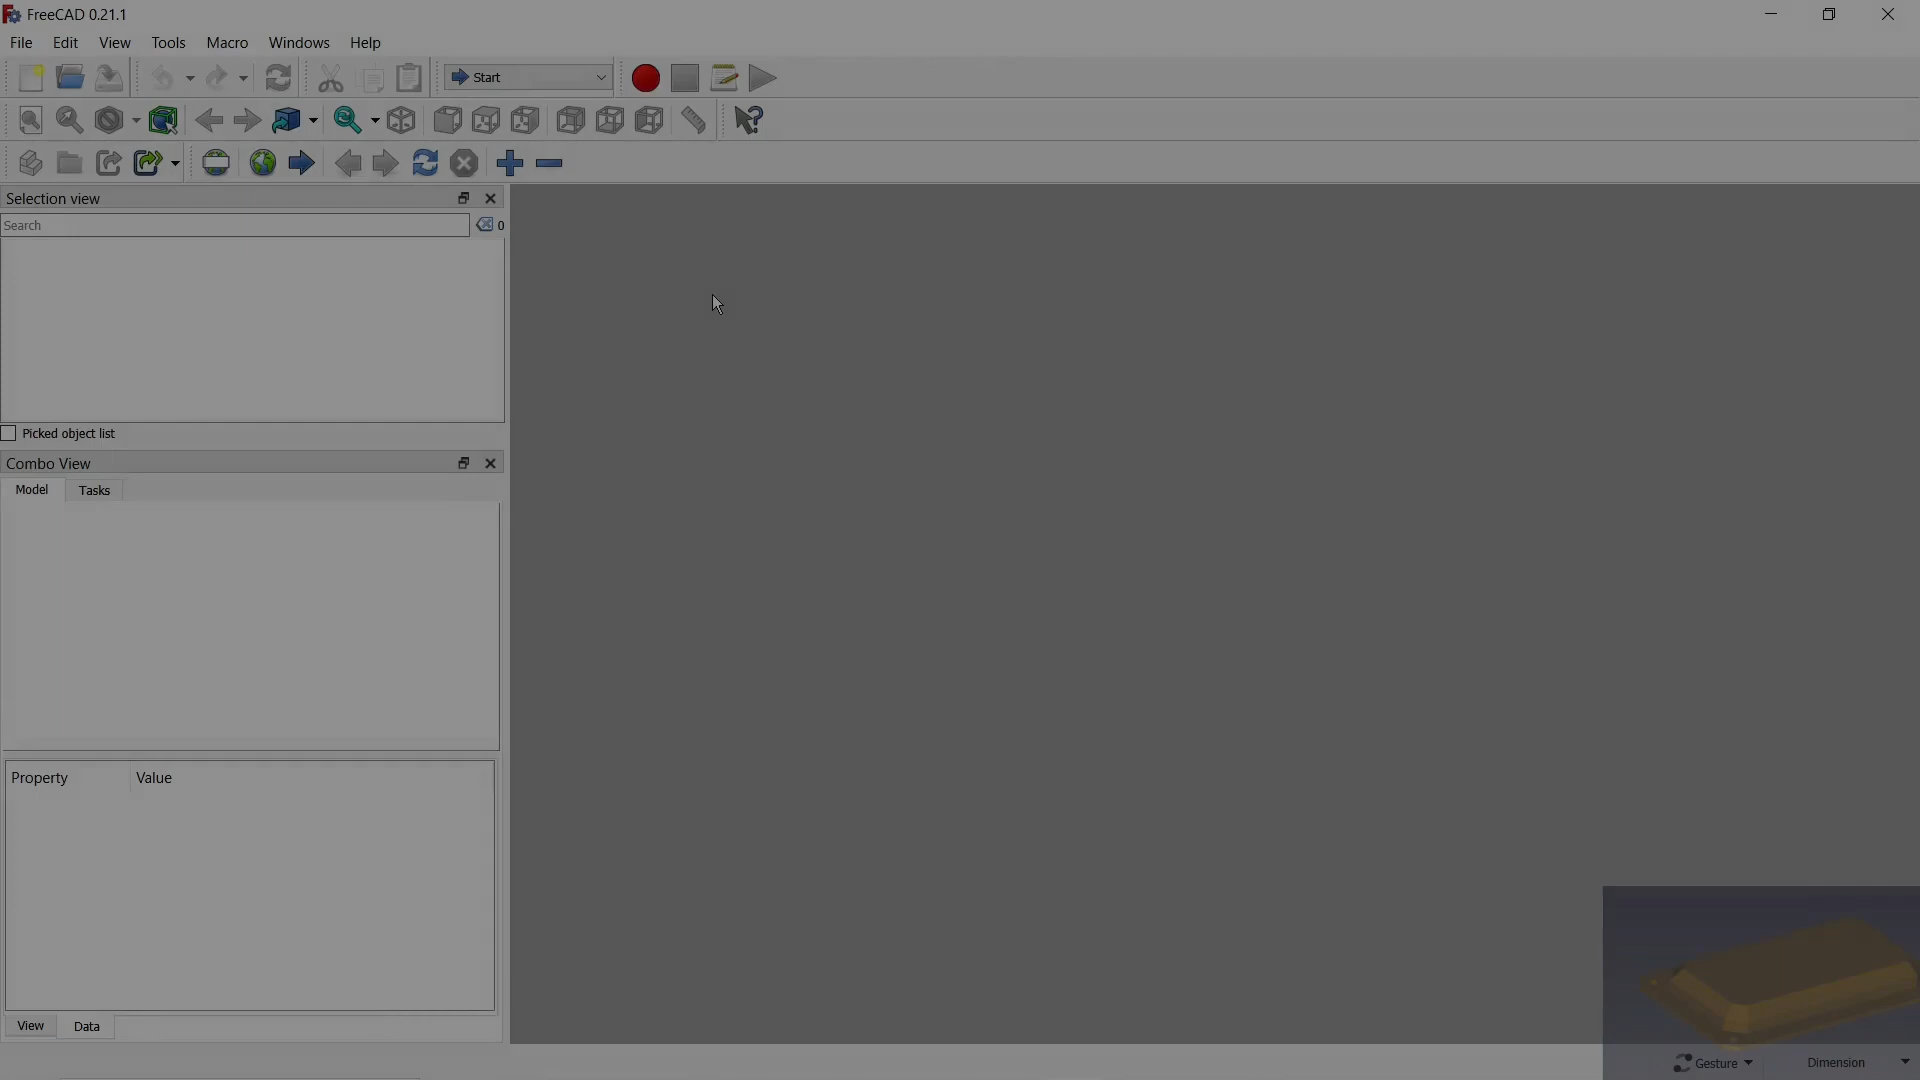 FreeCAD 0.21.1
File Edit View Tools Macro Windows Help
Start
Selection view
Search
0
Picked object list
Combo View
Model Tasks
Property Value
View Data
Gesture Dimension